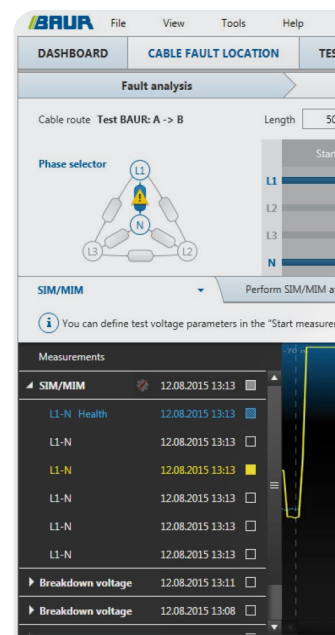 BAUR File View Tools Help
DASHBOARD CABLE FAULT LOCATION
Fault analysis
Cable route Test BAUR: A -> B Length
Phase selector
L1
N
L3 L2
L1
L2
L3
N
SIM/MIM Perform SIM/MIM
You can define test voltage parameters in the "Start
Measurements
-70
SIM/MIM 12.08.2015 13:13
L1-N Health 12.08.2015 13:13
L1-N 12.08.2015 13:13
L1-N 12.08.2015 13:13
L1-N 12.08.2015 13:13
L1-N 12.08.2015 13:13
L1-N 12.08.2015 13:13
Breakdown voltage 12.08.2015 13:11
Breakdown voltage 12.08.2015 13:08